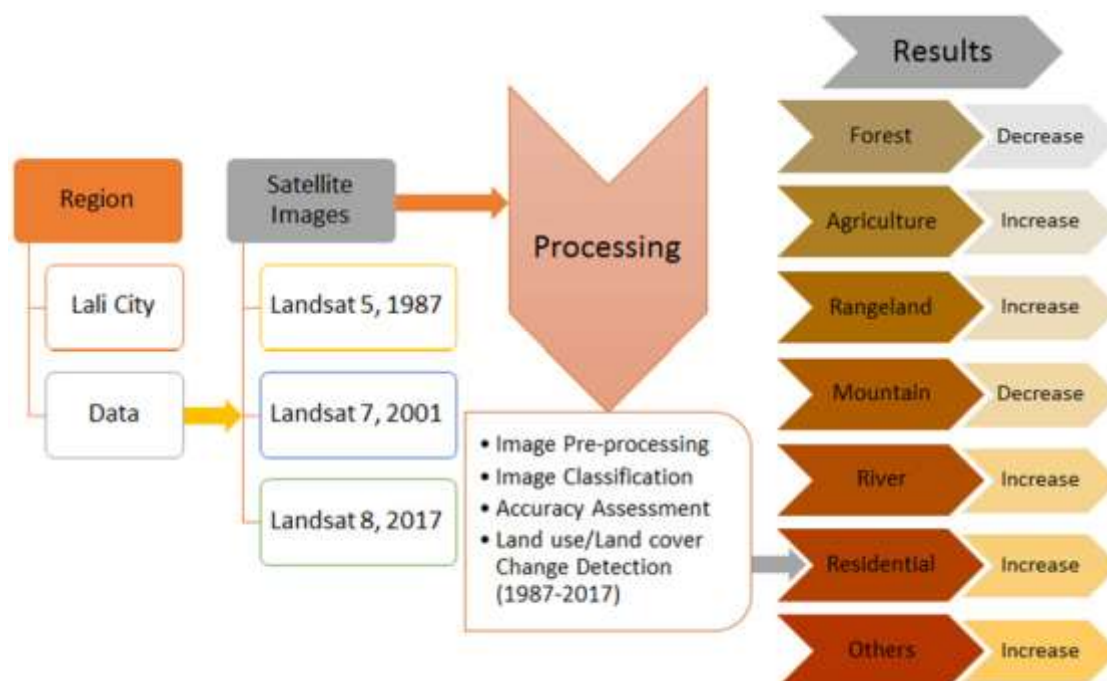 Region
Lali City
Data
Satellite
Images
Landsat 5, 1987
Landsat 7, 2001
Landsat 8, 2017
Processing
• Image Pre-processing
• Image Classification
• Accuracy Assessment
• Land use/Land cover
Change Detection
(1987-2017)
Results
Forest Decrease
Agriculture Increase
Rangeland Increase
Mountain Decrease
River Increase
Residential Increase
Others Increase